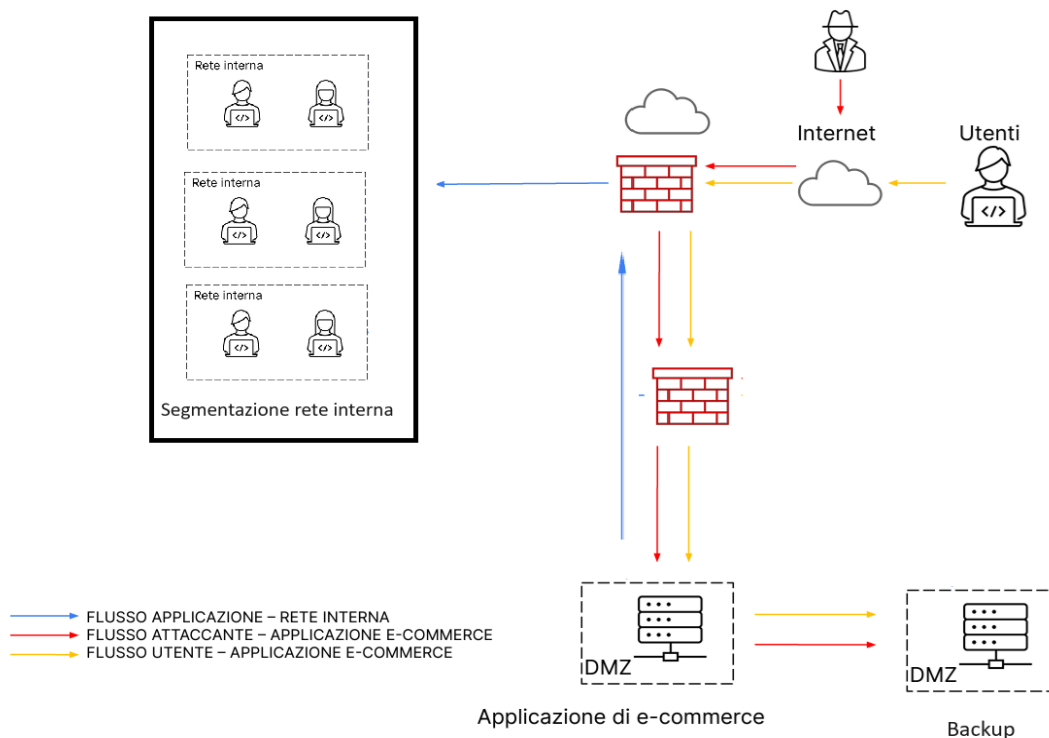 Rete interna
</>
</>
Rete interna
</>
</>
Rete interna
</>
</>
Segmentazione rete interna
Internet
Utenti
</>
FLUSSO APPLICAZIONE – RETE INTERNA
FLUSSO ATTACCANTE – APPLICAZIONE E-COMMERCE
FLUSSO UTENTE – APPLICAZIONE E-COMMERCE
DMZ
Applicazione di e-commerce
DMZ
Backup